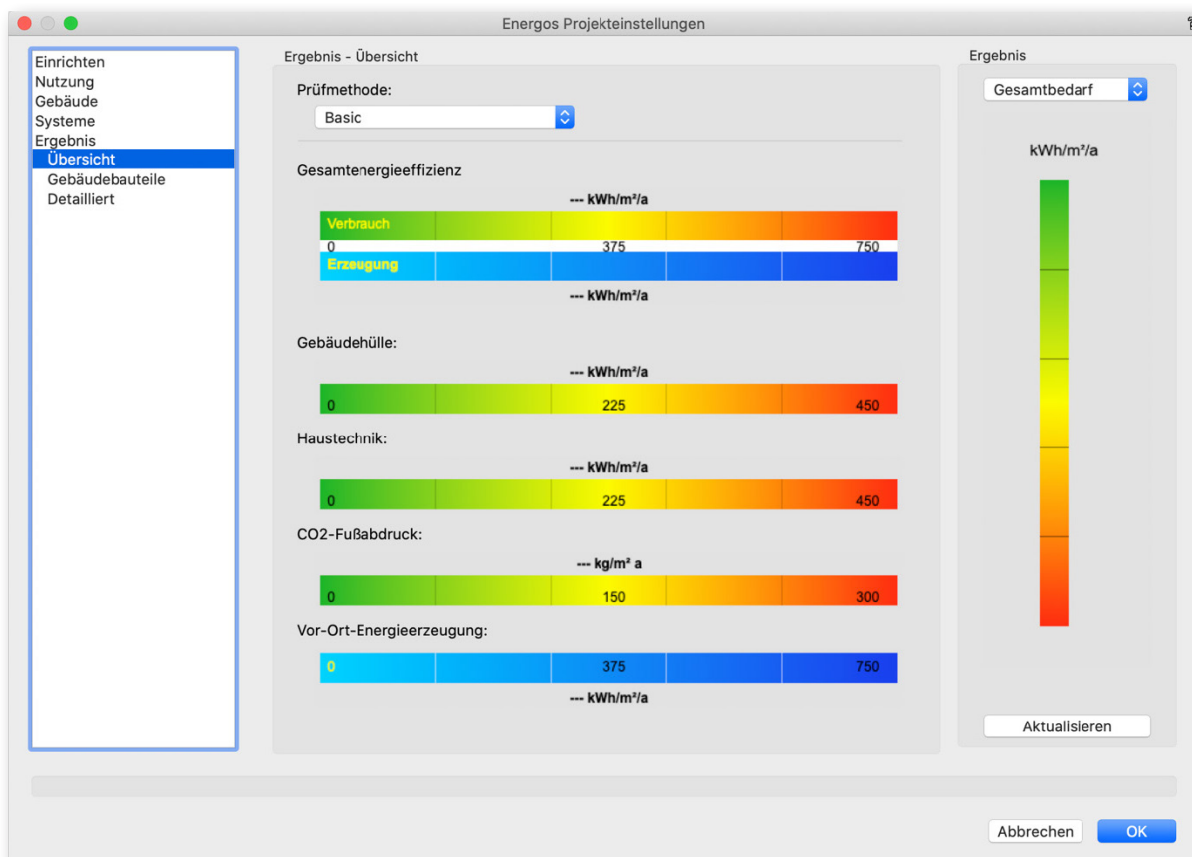 Energos Projekteinstellungen
Einrichten
Nutzung
Gebäude
Systeme
Ergebnis
Übersicht
Gebäudebauteile
Detailliert
Ergebnis - Übersicht
Prüfmethode:
Basic
Gesamtenergieeffizienz
--- kWh/m²/a
Verbrauch
0 375 750
Erzeugung
--- kWh/m²/a
Gebäudehülle:
--- kWh/m²/a
0 225 450
Haustechnik:
--- kWh/m²/a
0 225 450
CO2-Fußabdruck:
--- kg/m² a
0 150 300
Vor-Ort-Energieerzeugung:
0 375 750
--- kWh/m²/a
Ergebnis
Gesamtbedarf
kWh/m²/a
Aktualisieren
Abbrechen
OK